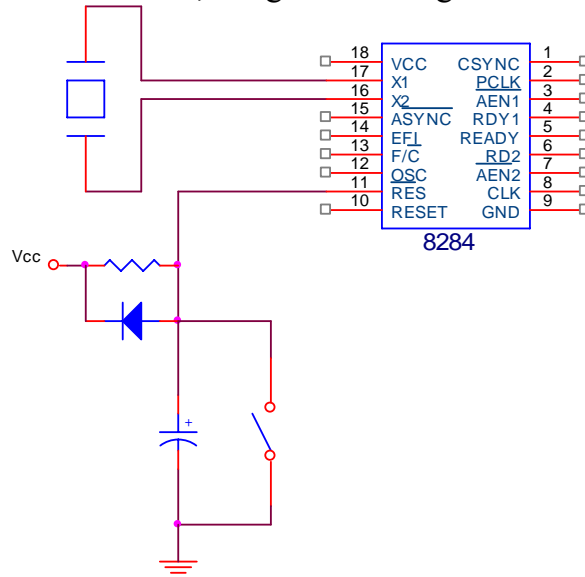 18 VCC CSYNC 1
17 X1 PCLK 2
16 X2 AEN1 3
15 ASYNC RDY1 4
14 EFI READY 5
13 F/C RD2 6
12 OSC AEN2 7
11 RES CLK 8
10 RESET GND 9
8284
Vcc
+